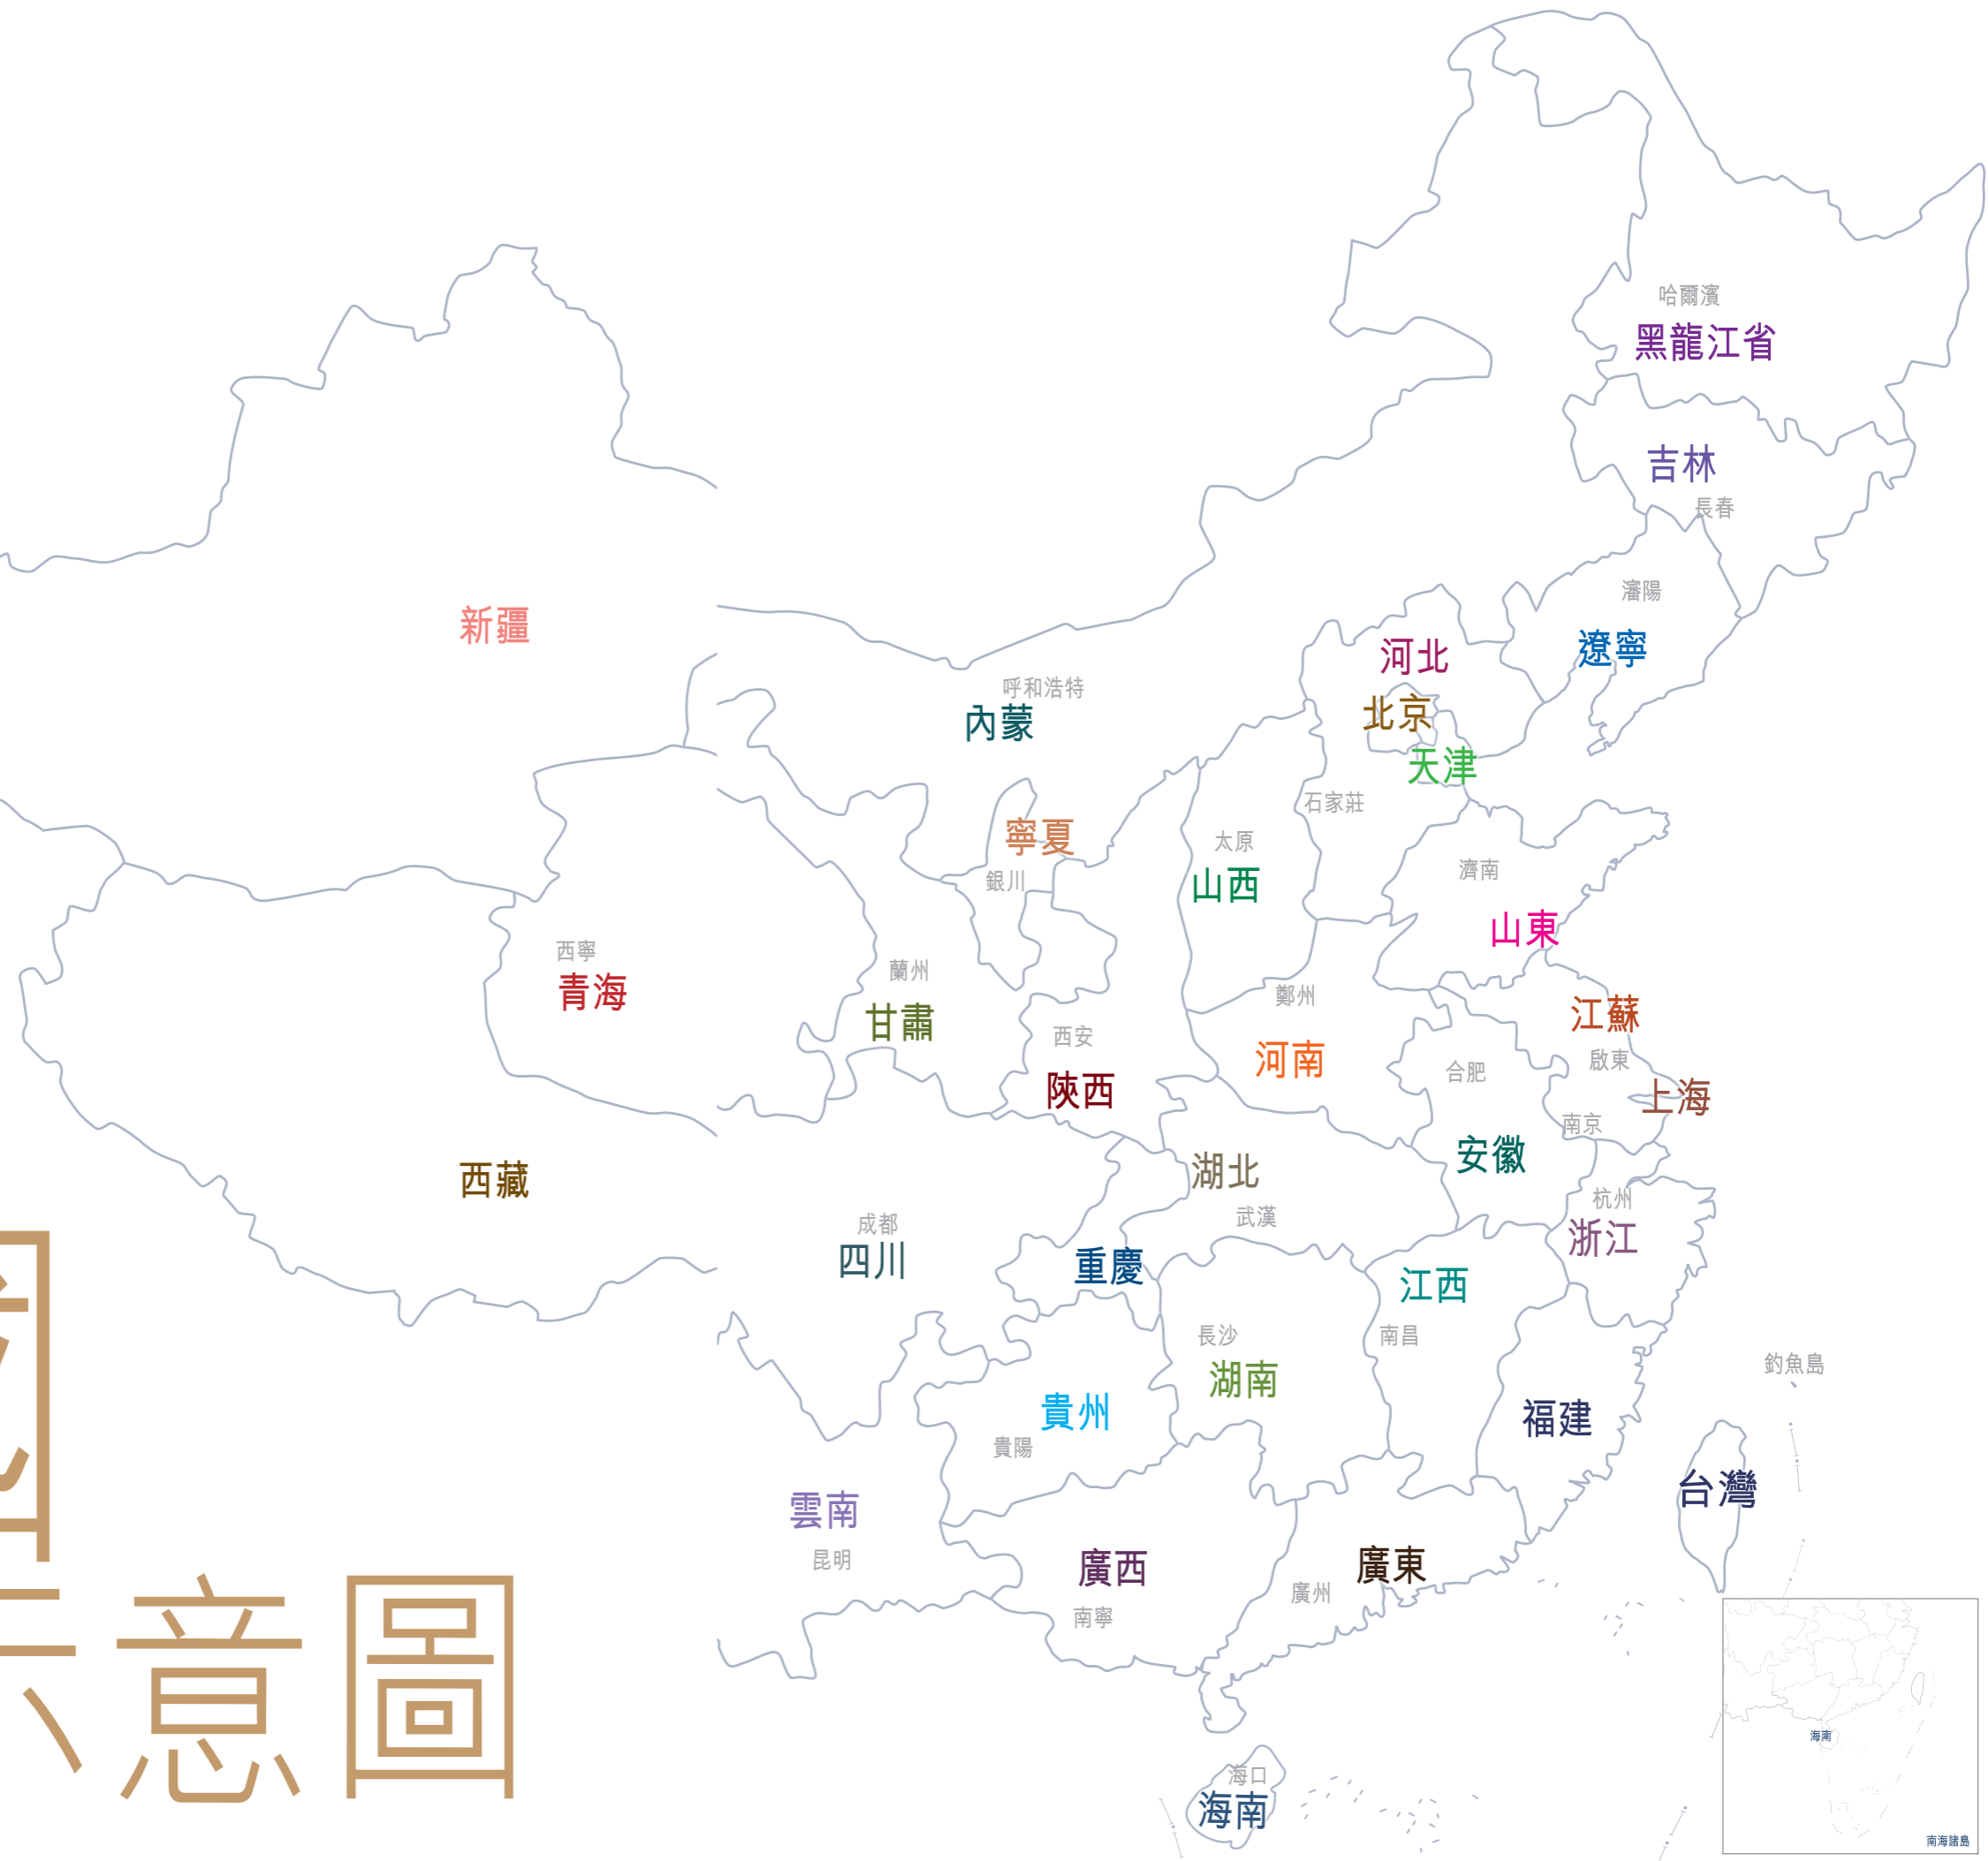 哈爾濱
黑龍江省
吉林
長春
瀋陽
新疆
遼寧
河北
呼和浩特
北京
內蒙
天津
石家莊
寧夏
太原
濟南
銀川
山西
山東
西寧
蘭州
青海
鄭州
江蘇
甘肅
西安
河南
啟東
合肥
陝西
上海
南京
安徽
湖北
西藏
杭州
武漢
成都
浙江
四川
重慶
江西
長沙
南昌
釣魚島
湖南
貴州
福建
貴陽
台灣
雲南
昆明
廣西
廣東
廣州
南寧
意圖
海南
海口
海南
南海諸島